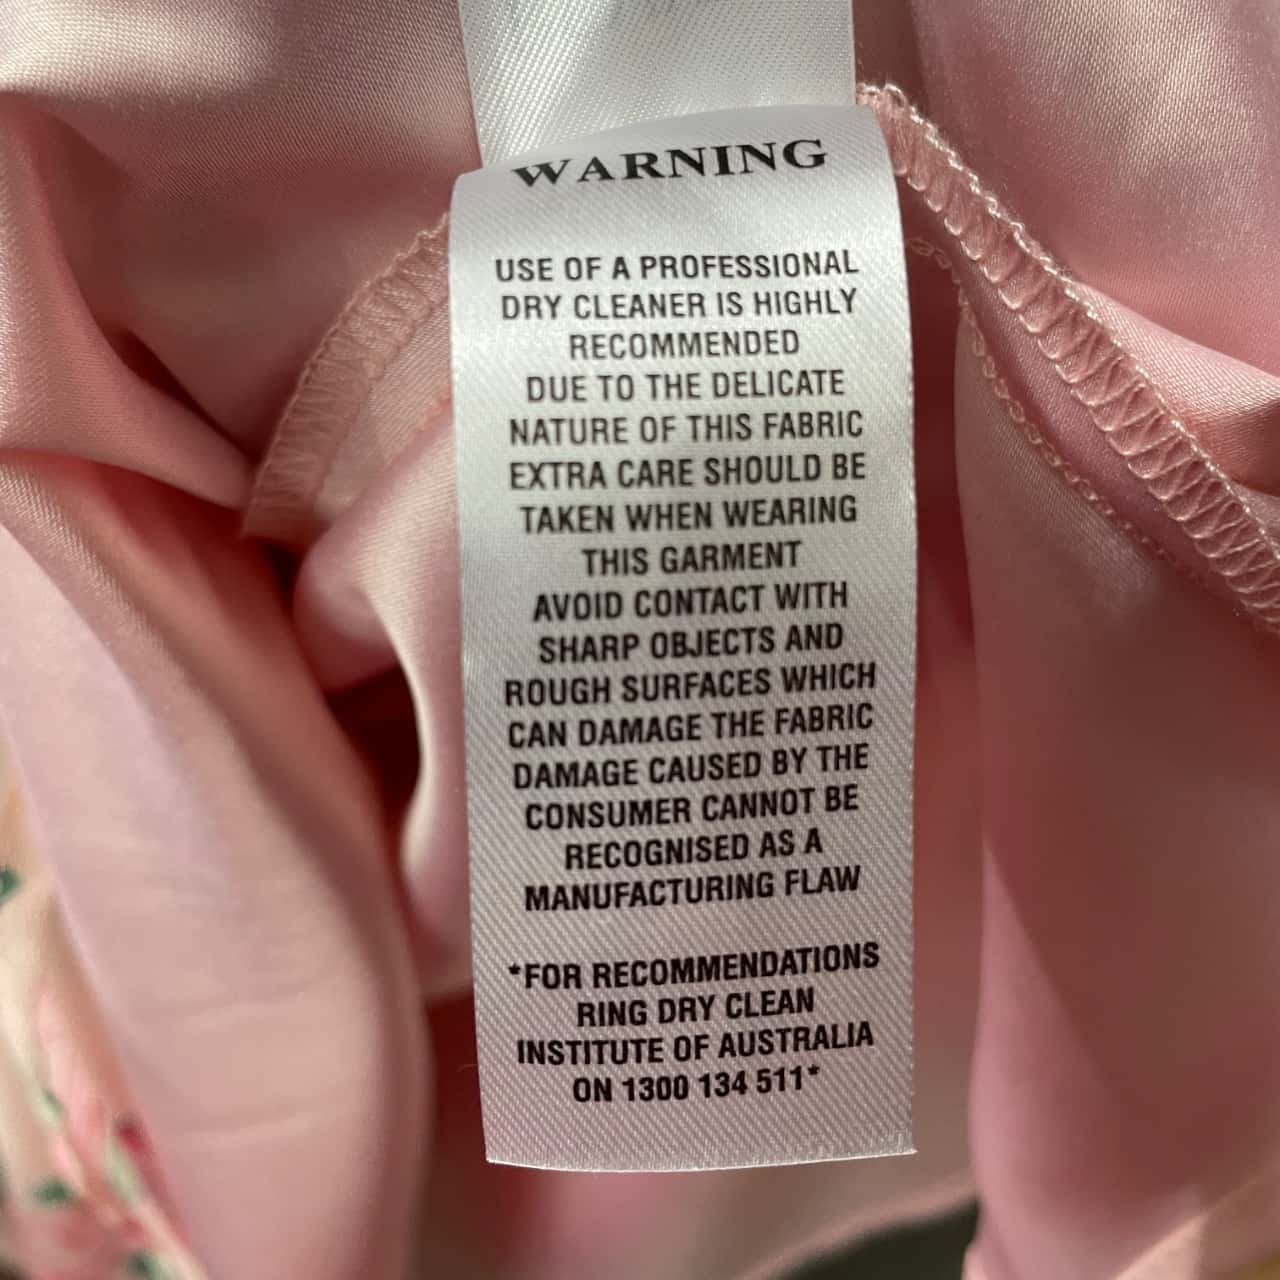 WARNING
USE OF A PROFESSIONAL
DRY CLEANER IS HIGHLY
RECOMMENDED
DUE TO THE DELICATE
NATURE OF THIS FABRIC
EXTRA CARE SHOULD BE
TAKEN WHEN WEARING
THIS GARMENT
AVOID CONTACT WITH
SHARP OBJECTS AND
ROUGH SURFACES WHICH
CAN DAMAGE THE FABRIC
DAMAGE CAUSED BY THE
CONSUMER CANNOT BE
RECOGNISED AS A
MANUFACTURING FLAW
*FOR RECOMMENDATIONS
RING DRY CLEAN
INSTITUTE OF AUSTRALIA
ON 1300 134 511*